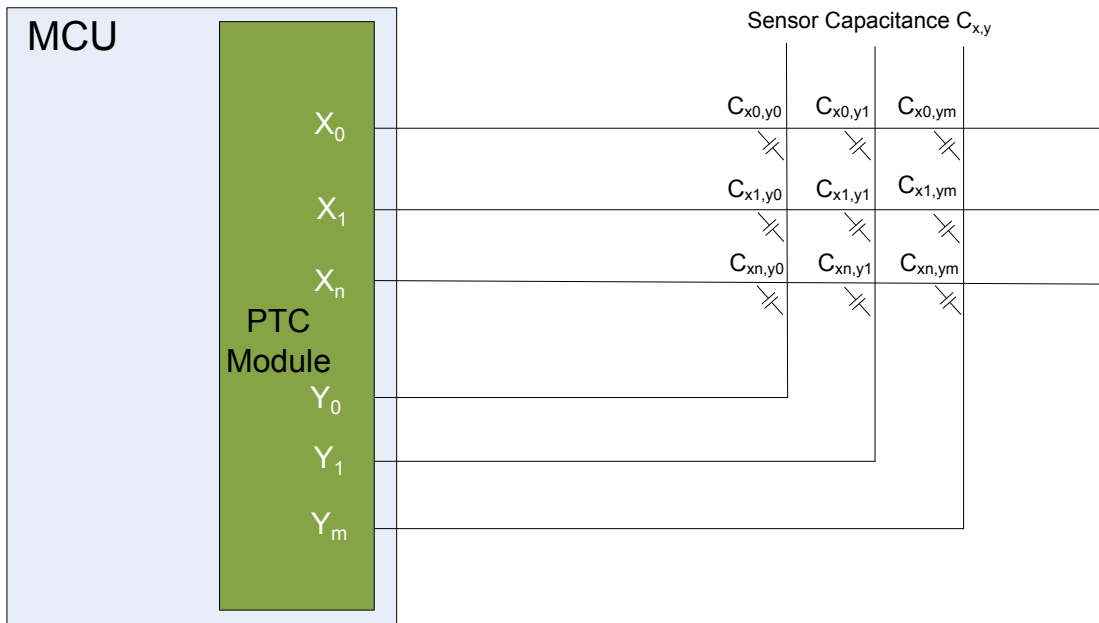 MCU
Sensor Capacitance Cx,y
X0
Cx0,y0 Cx0,y1 Cx0,ym
X1
Cx1,y0 Cx1,y1 Cx1,ym
Xn
Cxn,y0 Cxn,y1 Cxn,ym
PTC
Module
Y0
Y1
Ym